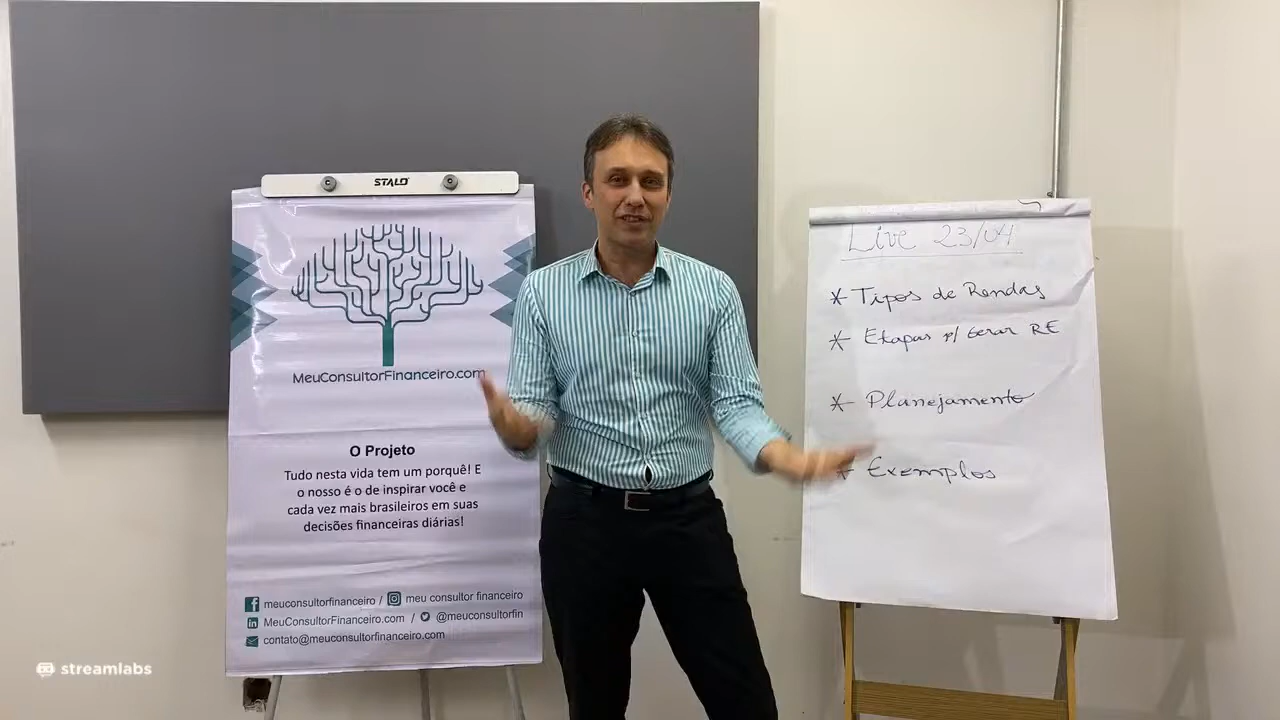 STALO
MeuConsultorFinanceiro.com
O Projeto
Tudo nesta vida tem um porquê! E
o nosso é o de inspirar você e
cada vez mais brasileiros em suas
decisões financeiras diárias!
meuconsultorfinanceiro / meu consultor financeiro
MeuConsultorFinanceiro.com / @meuconsultorfin
contato@meuconsultorfinanceiro.com
Live 23/04
* Tipos de Rendas
* Etapas p/ Gerar RE
* Planejamento
* Exemplos
streamlabs